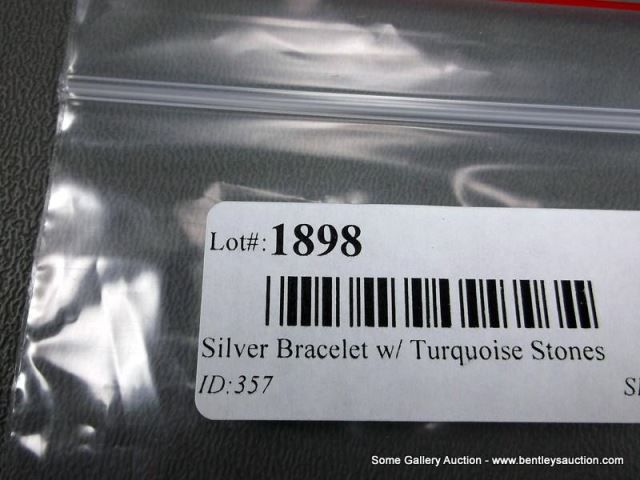 Lot#: 1898
Silver Bracelet w/ Turquoise Stones
ID:357
Some Gallery Auction - www.bentleysauction.com